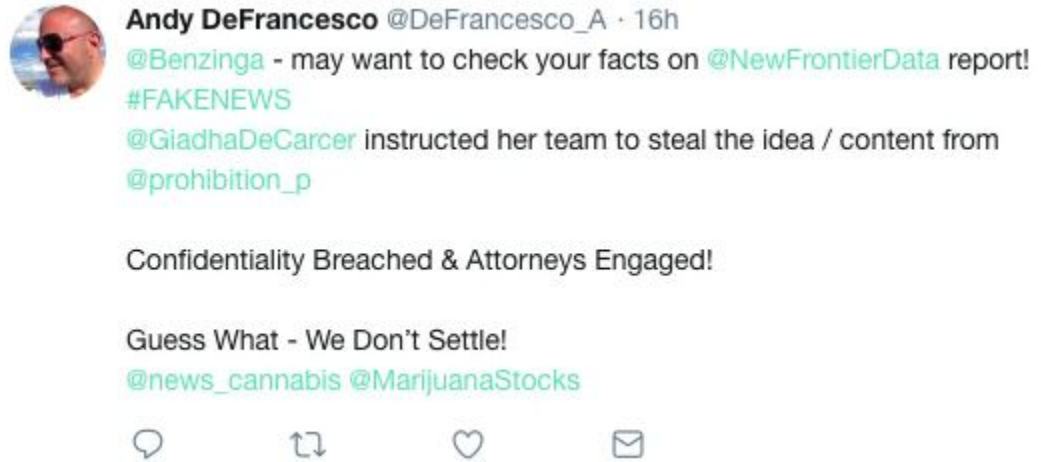 Andy DeFrancesco @DeFrancesco_A · 16h
@Benzinga - may want to check your facts on @NewFrontierData report!
#FAKENEWS
@GiadhaDeCarcer instructed her team to steal the idea / content from
@prohibition_p
Confidentiality Breached & Attorneys Engaged!
Guess What - We Don't Settle!
@news_cannabis @MarijuanaStocks